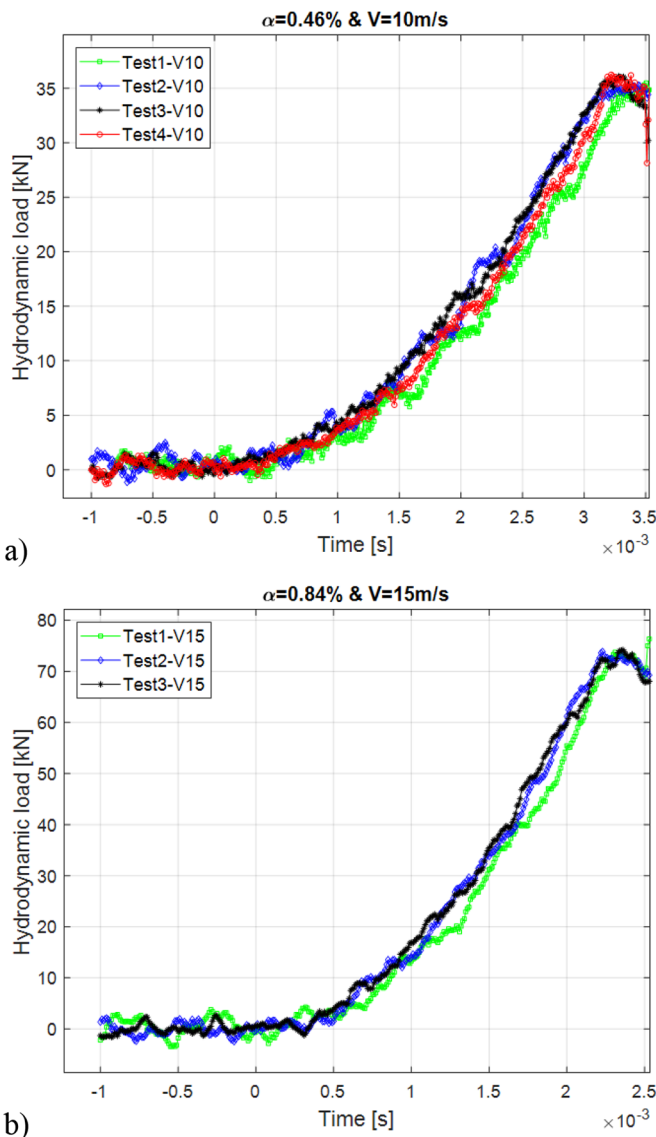 α=0.46% & V=10m/s
Test1-V10
Test2-V10
Test3-V10
Test4-V10
Hydrodynamic load [kN]
35
30
25
20
15
10
5
0
-1 -0.5 0 0.5 1 1.5 2 2.5 3 3.5
Time [s]
×10⁻³
a)
α=0.84% & V=15m/s
Test1-V15
Test2-V15
Test3-V15
Hydrodynamic load [kN]
80
70
60
50
40
30
20
10
0
-1 -0.5 0 0.5 1 1.5 2 2.5
Time [s]
×10⁻³
b)